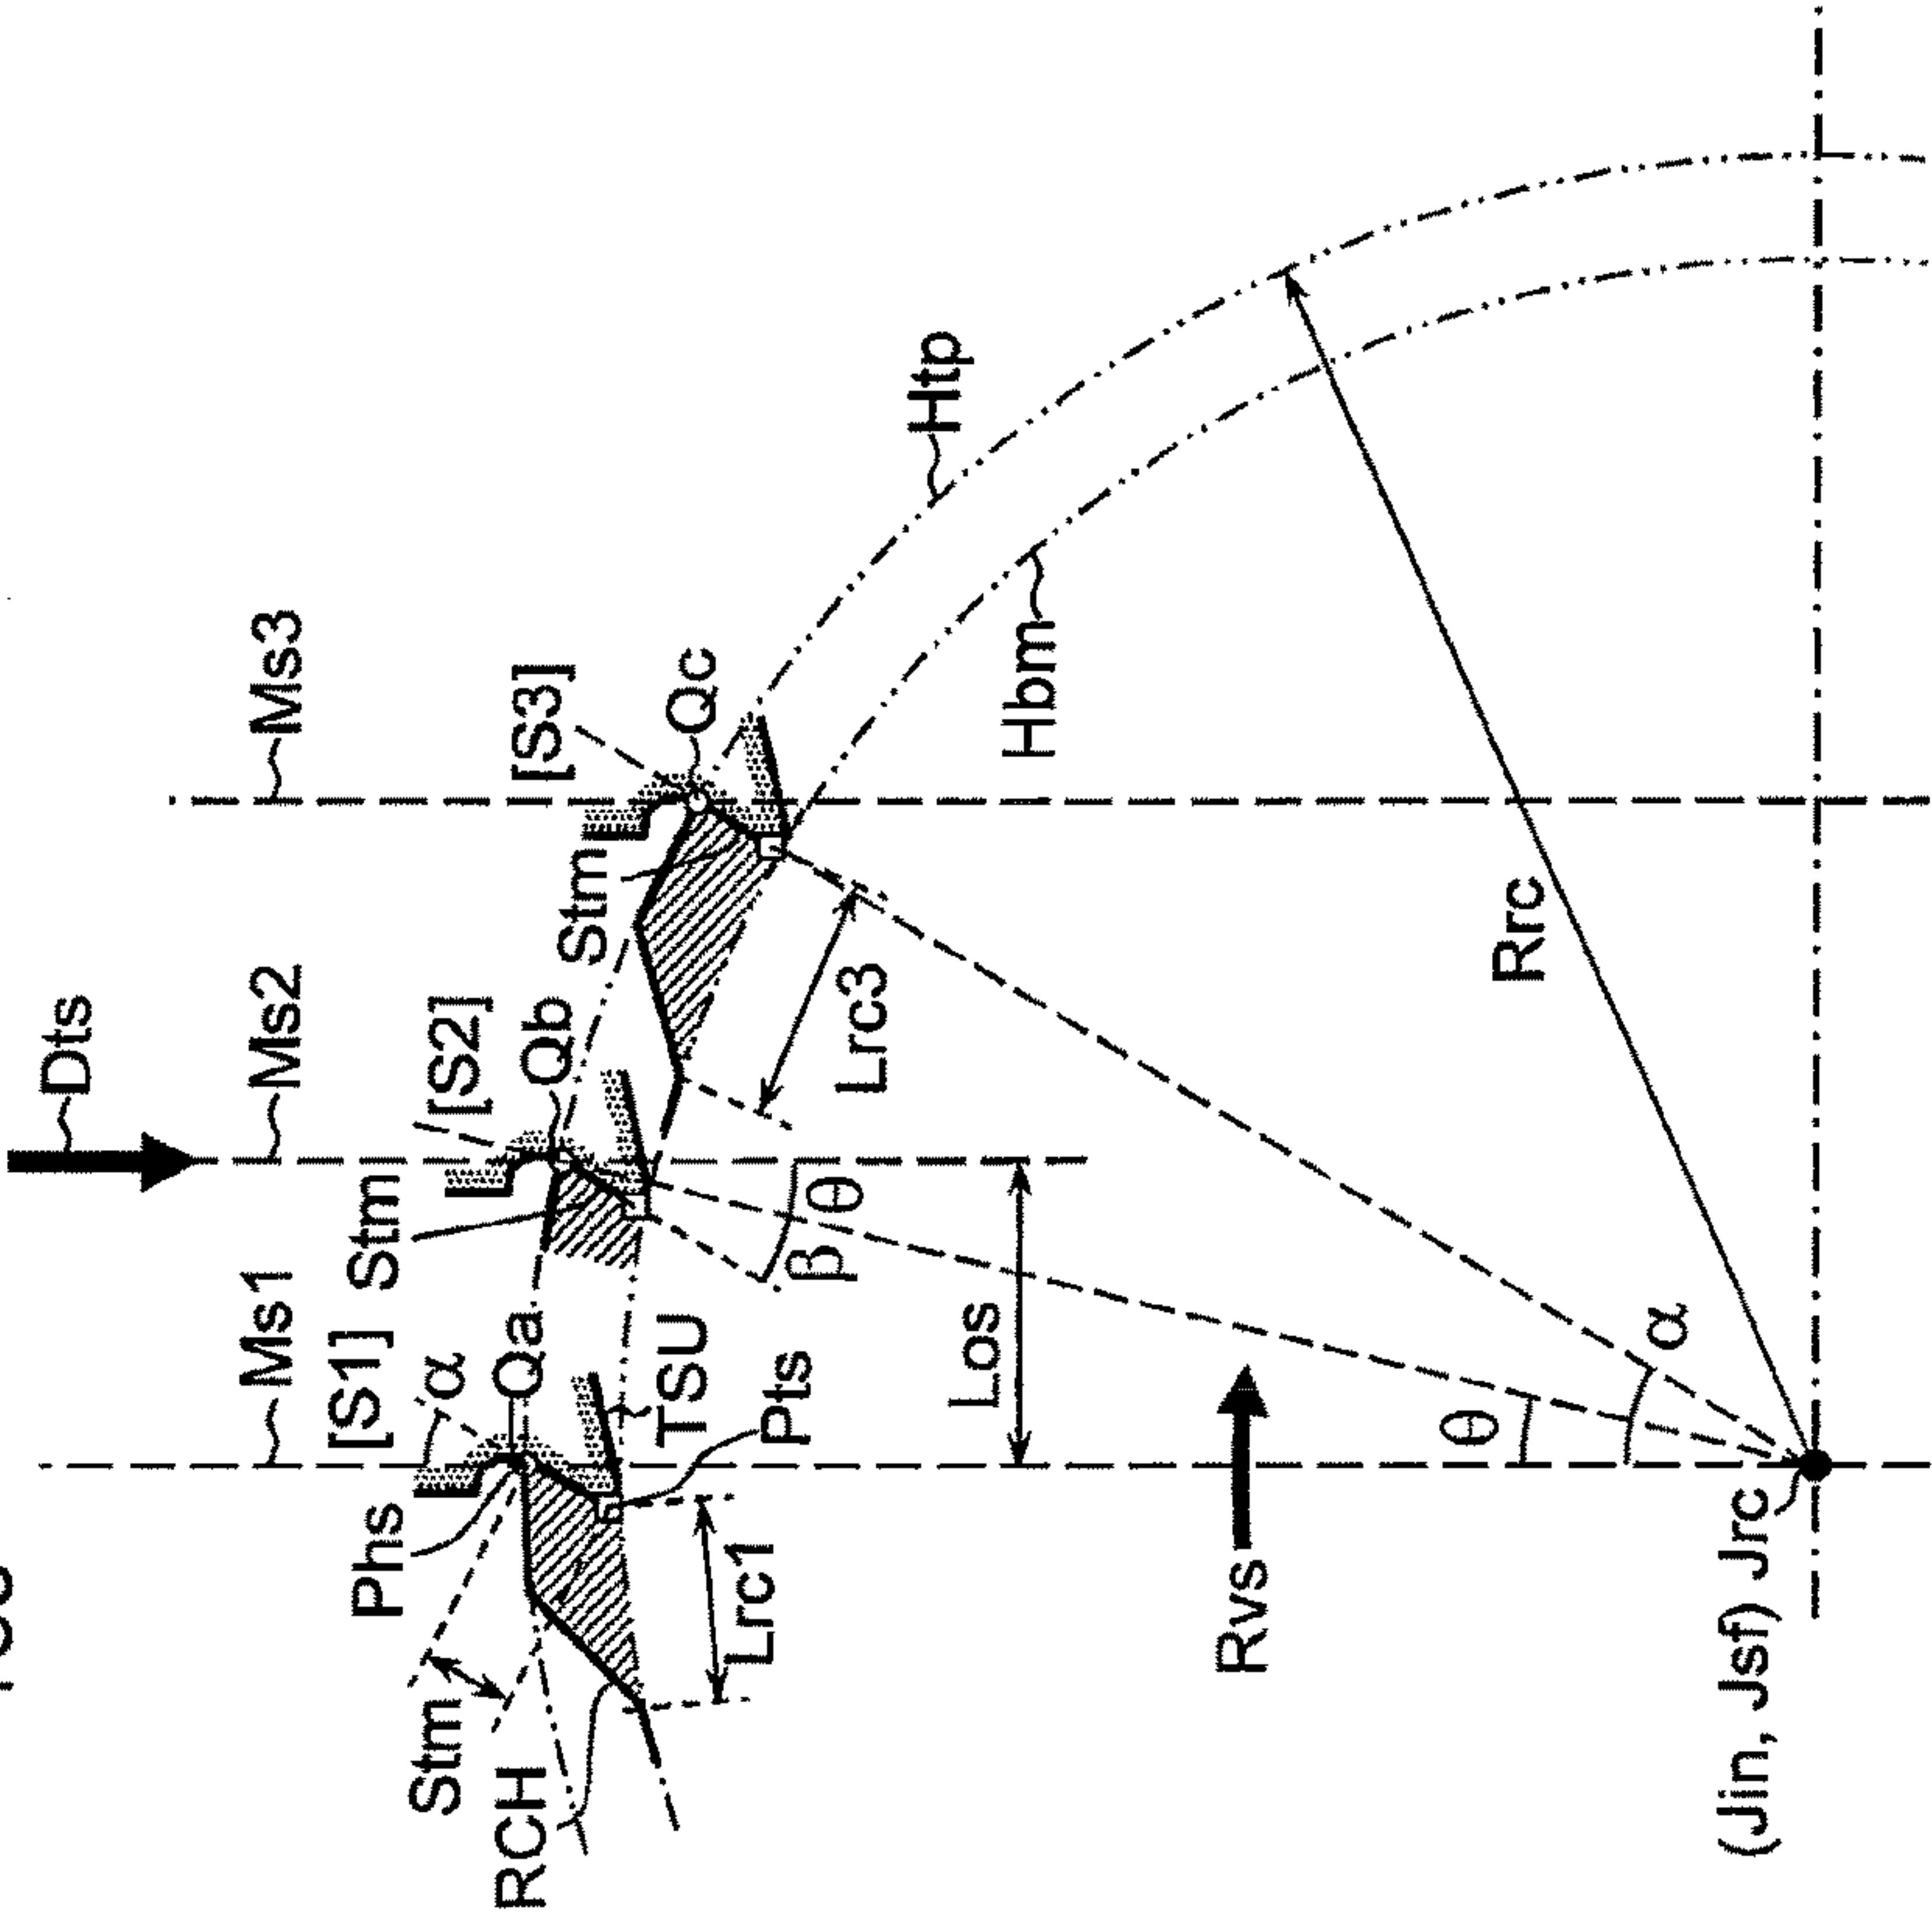 Dts
Ms1
Ms2
Ms3
[S1]
[S2]
[S3]
α
Qa
Qb
Qc
Phs
Stm
Stm
Stm
RCH
TSU
Pts
Lrc1
Lrc3
β
θ
Los
Htp
Hbm
Rvs
Rrc
θ
α
(Jin, Jsf) Jrc